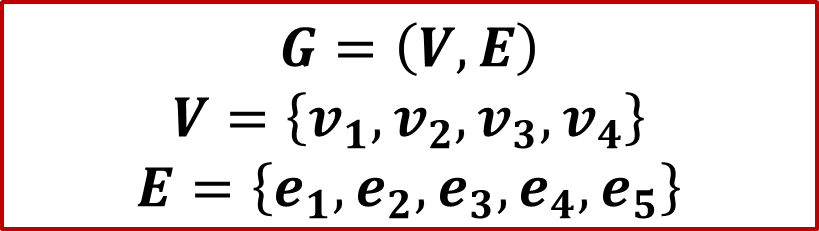 G = (V, E)
V = {v₁, v₂, v₃, v₄}
E = {e₁, e₂, e₃, e₄, e₅}